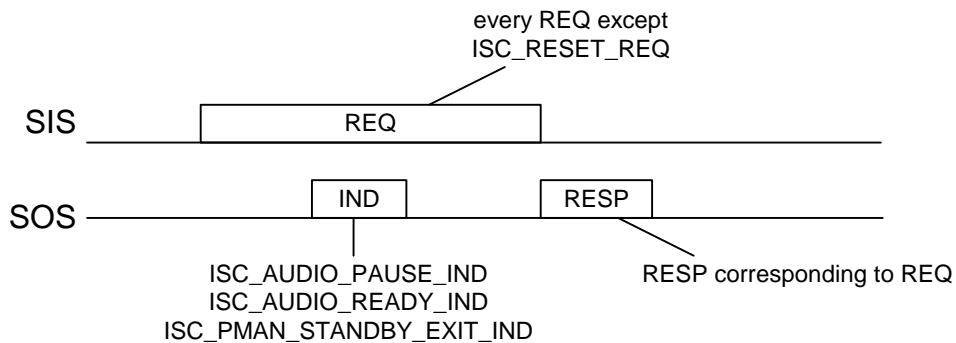 every REQ except
ISC_RESET_REQ
SIS
REQ
SOS
IND
RESP
ISC_AUDIO_PAUSE_IND
ISC_AUDIO_READY_IND
ISC_PMAN_STANDBY_EXIT_IND
RESP corresponding to REQ